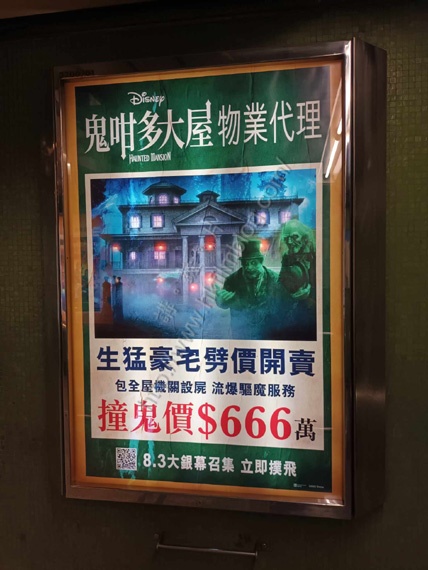 DISNEY
鬼咁多大屋 物業代理
HAUNTED MANSION
生猛豪宅劈價開賣
包全屋機關設屍 流爆驅魔服務
撞鬼價$666萬
8.3大銀幕召集 立即撲飛